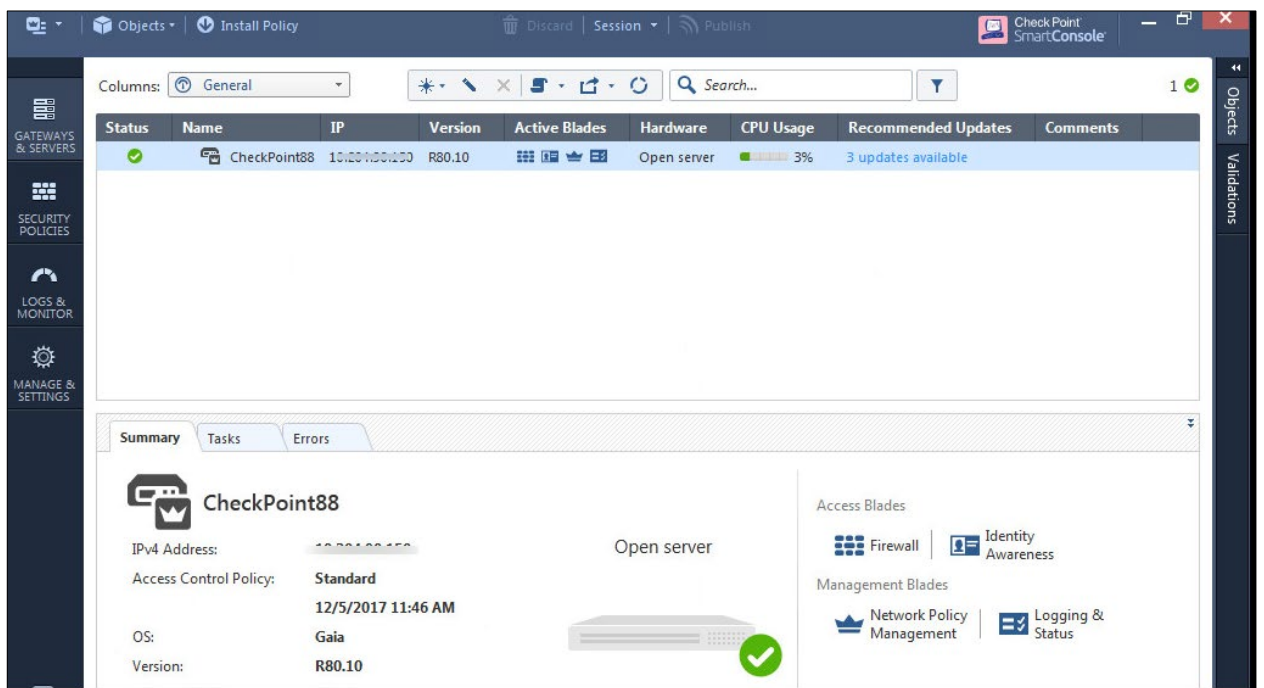 Objects
Install Policy
Discard
Session
Publish
Check Point
SmartConsole
GATEWAYS
& SERVERS
SECURITY
POLICIES
LOGS &
MONITOR
MANAGE &
SETTINGS
Columns:
General
Search...
1
Status Name IP Version Active Blades Hardware CPU Usage Recommended Updates Comments
CheckPoint88 R80.10 Open server 3% 3 updates available
Summary Tasks Errors
CheckPoint88
IPv4 Address:
Access Control Policy: Standard
12/5/2017 11:46 AM
OS: Gaia
Version: R80.10
Open server
Access Blades
Firewall
Identity
Awareness
Management Blades
Network Policy
Management
Logging &
Status
Objects
Validations